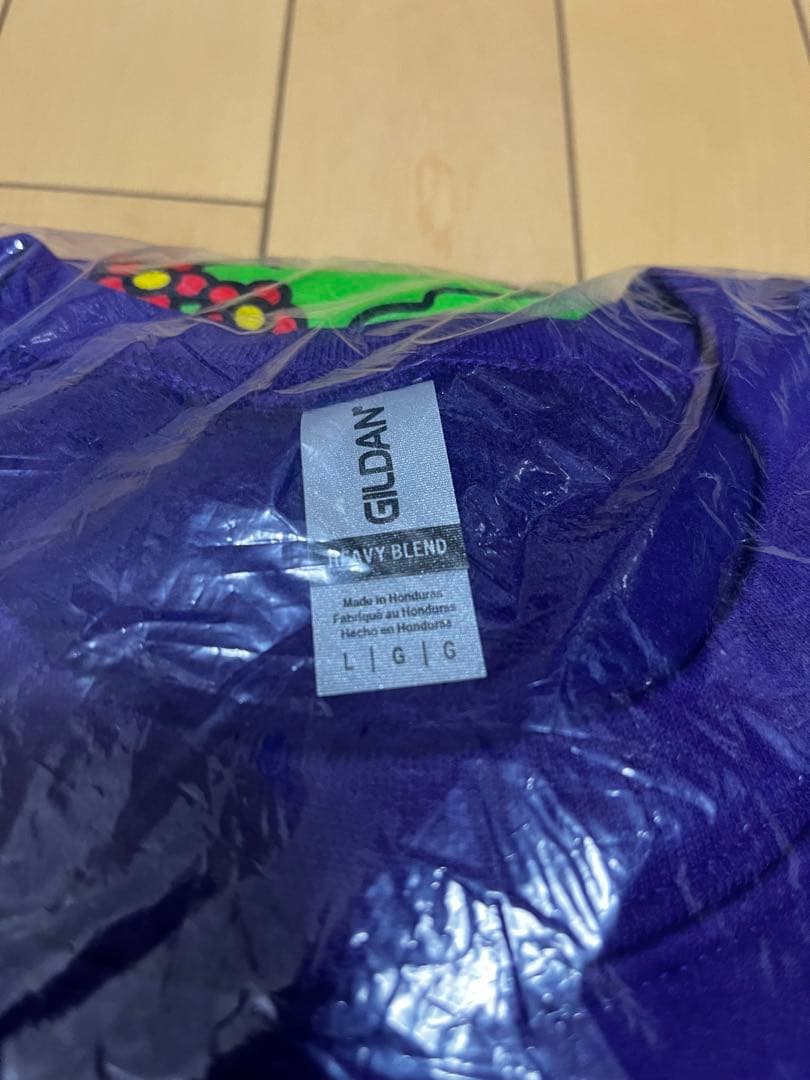 GILDAN®
HEAVY BLEND
Made in Honduras
Fabriqué au Honduras
Hecho en Honduras
L | G | G